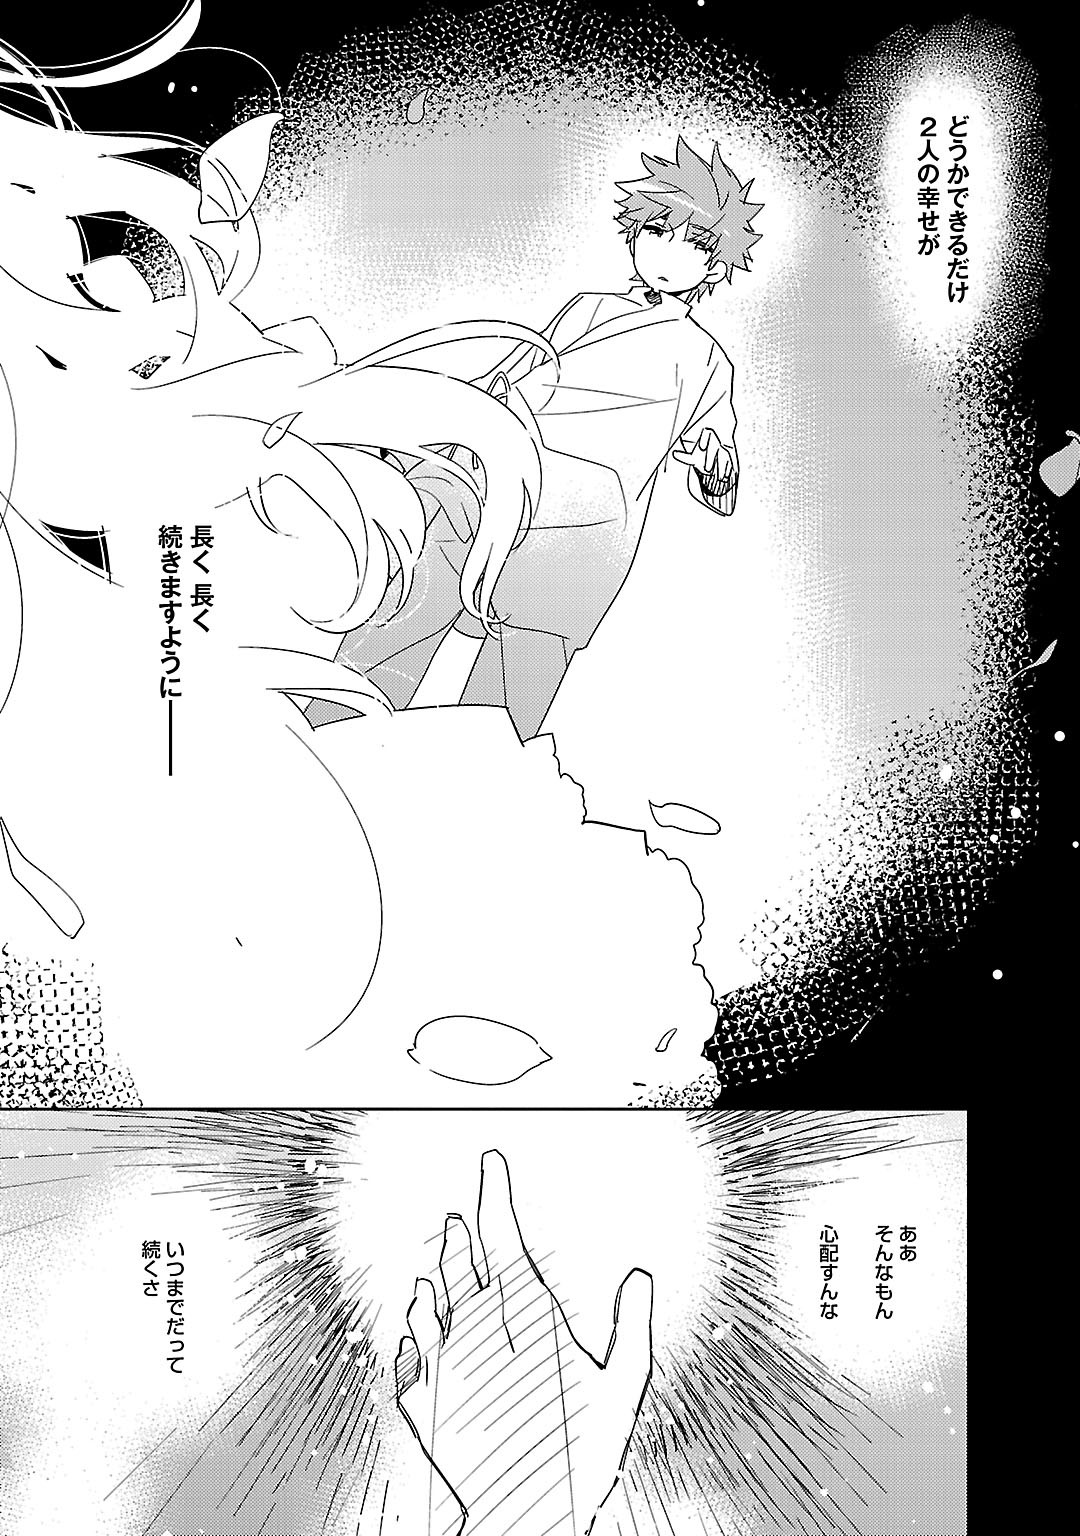 どうかできるだけ
2人の幸せが
長く 長く
続きますように――
ああ
そんなもん
心配すんな
いつまでだって
続くさ